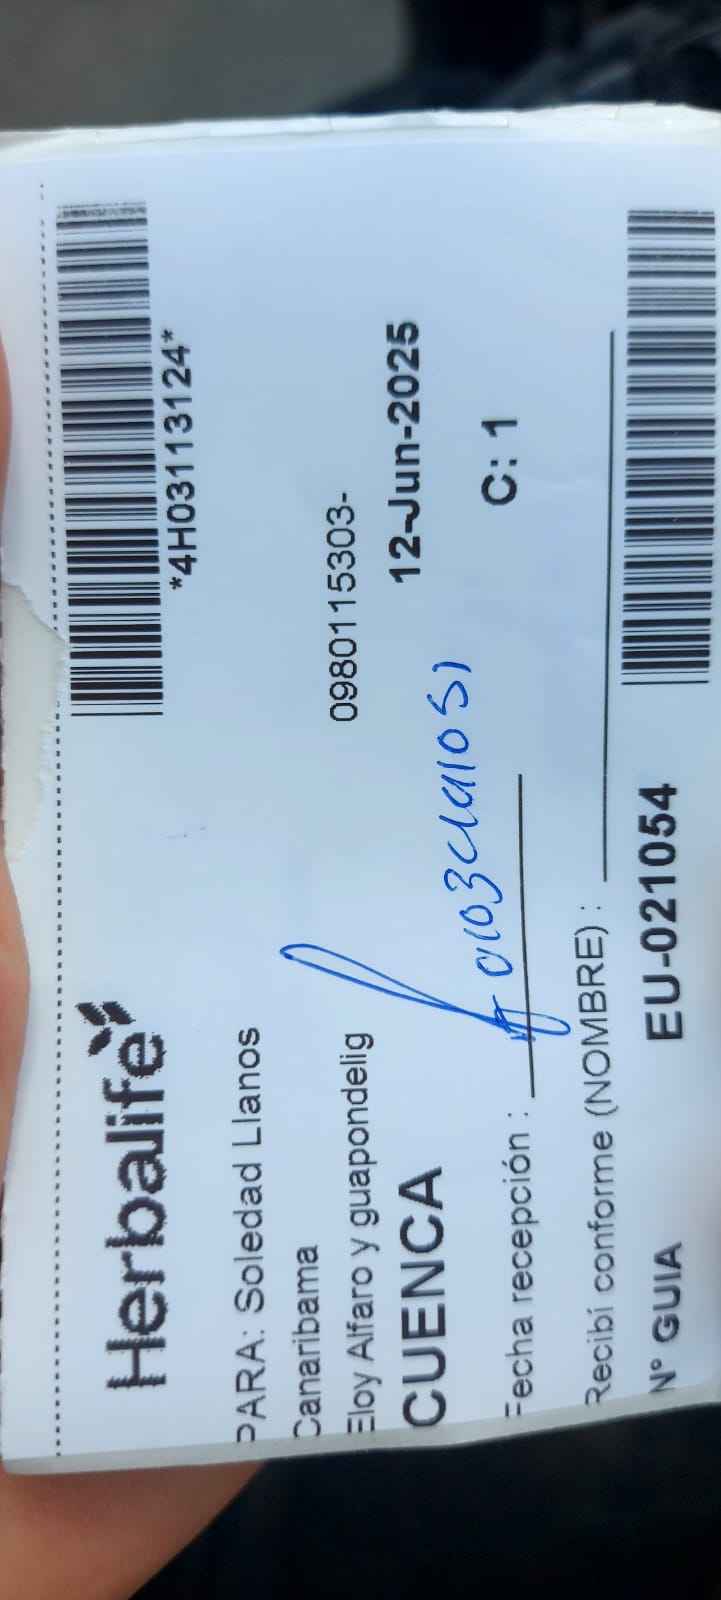 Herbalife
*4H03113124*
PARA: Soledad Llanos
Canaribama
0980115303-
Eloy Alfaro y guapondelig
CUENCA
12-Jun-2025
Fecha recepción :
C: 1
Recibí conforme (NOMBRE) :
Nº GUIA
EU-021054